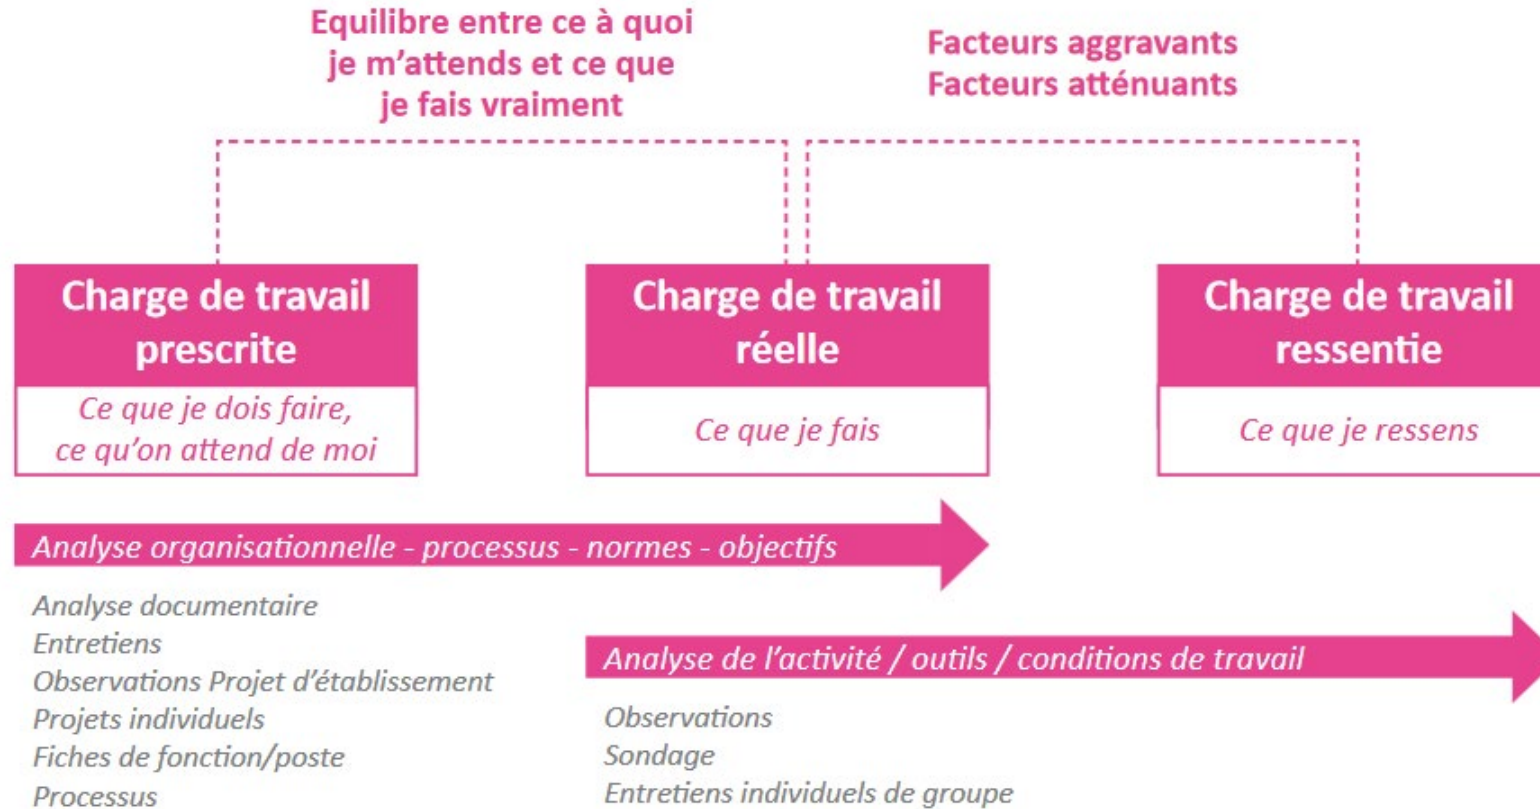 Equilibre entre ce à quoi
je m'attends et ce que
je fais vraiment
Facteurs aggravants
Facteurs atténuants
Charge de travail
prescrite
Ce que je dois faire,
ce qu'on attend de moi
Charge de travail
réelle
Ce que je fais
Charge de travail
ressentie
Ce que je ressens
Analyse organisationnelle - processus - normes - objectifs
Analyse documentaire
Entretiens
Observations Projet d'établissement
Projets individuels
Fiches de fonction/poste
Processus
Analyse de l'activité / outils / conditions de travail
Observations
Sondage
Entretiens individuels de groupe